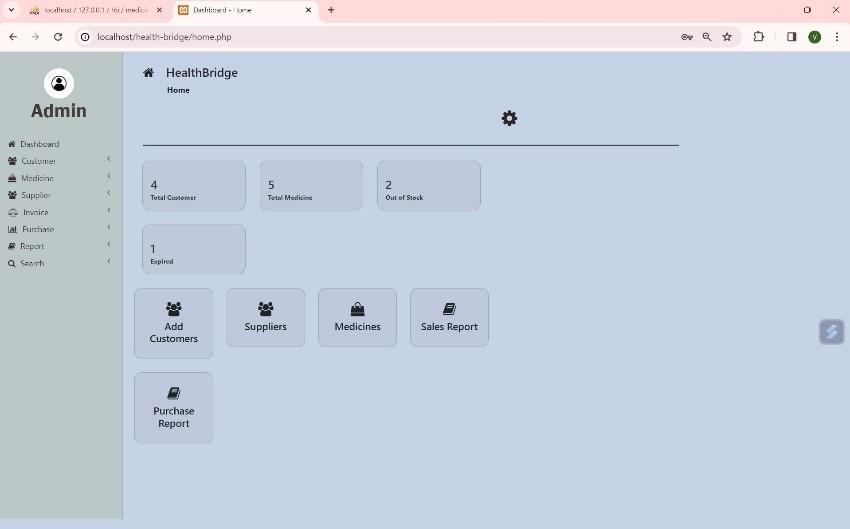 localhost / 127.0.0.1 / hb / medici
Dashboard - Home
localhost/health-bridge/home.php
V
Admin
Dashboard
Customer
Medicine
Supplier
Invoice
Purchase
Report
Search
HealthBridge
Home
4
Total Customer
5
Total Medicine
2
Out of Stock
1
Expired
Add
Customers
Suppliers
Medicines
Sales Report
Purchase
Report